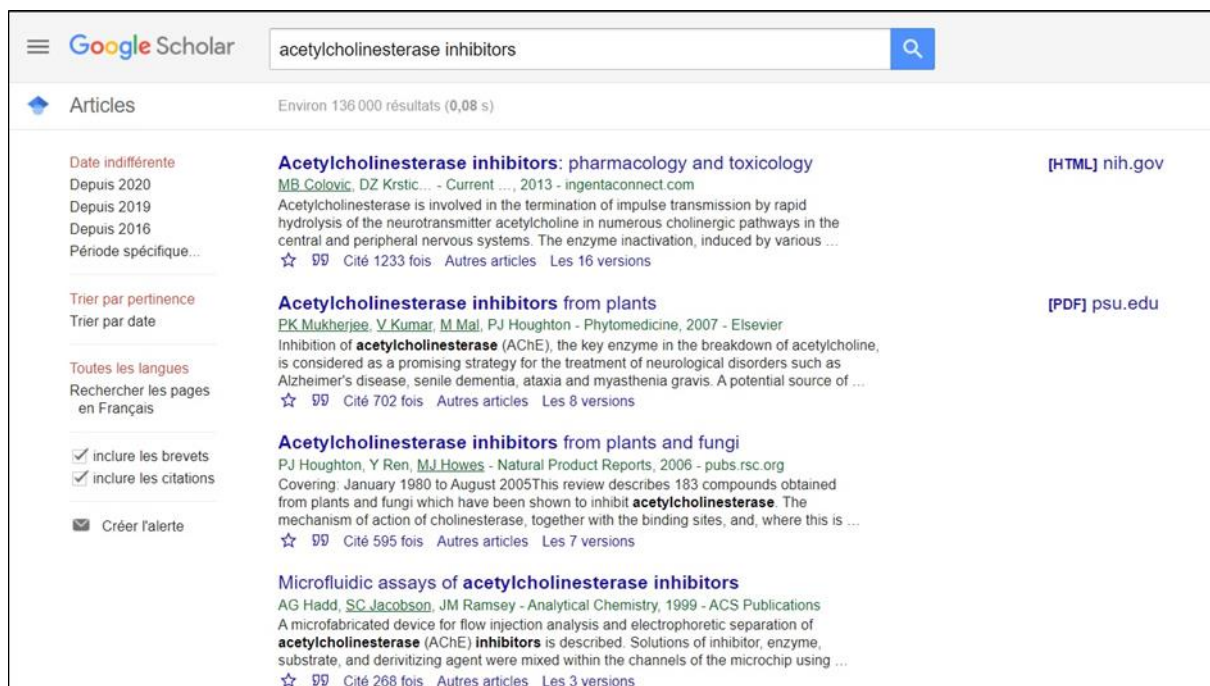 Google Scholar
acetylcholinesterase inhibitors
Articles
Environ 136 000 résultats (0,08 s)
Date indifférente
Depuis 2020
Depuis 2019
Depuis 2016
Période spécifique...
Trier par pertinence
Trier par date
Toutes les langues
Rechercher les pages
en Français
inclure les brevets
inclure les citations
Créer l'alerte
Acetylcholinesterase inhibitors: pharmacology and toxicology
[HTML] nih.gov
MB Colovic, DZ Krstic... - Current ..., 2013 - ingentaconnect.com
Acetylcholinesterase is involved in the termination of impulse transmission by rapid
hydrolysis of the neurotransmitter acetylcholine in numerous cholinergic pathways in the
central and peripheral nervous systems. The enzyme inactivation, induced by various ...
Cité 1233 fois Autres articles Les 16 versions
Acetylcholinesterase inhibitors from plants
[PDF] psu.edu
PK Mukherjee, V Kumar, M Mal, PJ Houghton - Phytomedicine, 2007 - Elsevier
Inhibition of acetylcholinesterase (AChE), the key enzyme in the breakdown of acetylcholine,
is considered as a promising strategy for the treatment of neurological disorders such as
Alzheimer's disease, senile dementia, ataxia and myasthenia gravis. A potential source of ...
Cité 702 fois Autres articles Les 8 versions
Acetylcholinesterase inhibitors from plants and fungi
PJ Houghton, Y Ren, MJ Howes - Natural Product Reports, 2006 - pubs.rsc.org
Covering: January 1980 to August 2005This review describes 183 compounds obtained
from plants and fungi which have been shown to inhibit acetylcholinesterase. The
mechanism of action of cholinesterase, together with the binding sites, and, where this is ...
Cité 595 fois Autres articles Les 7 versions
Microfluidic assays of acetylcholinesterase inhibitors
AG Hadd, SC Jacobson, JM Ramsey - Analytical Chemistry, 1999 - ACS Publications
A microfabricated device for flow injection analysis and electrophoretic separation of
acetylcholinesterase (AChE) inhibitors is described. Solutions of inhibitor, enzyme,
substrate, and derivitizing agent were mixed within the channels of the microchip using ...
Cité 268 fois Autres articles Les 3 versions